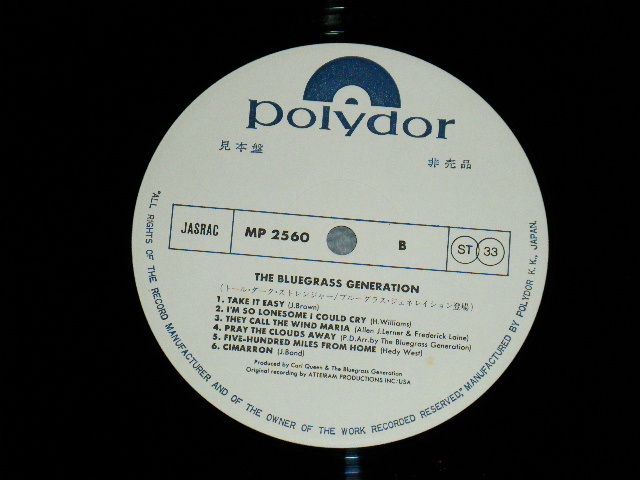 polydor
見本盤
非売品
JASRAC
MP 2560
B
ST 33
THE BLUEGRASS GENERATION
(トール・ダーク・ストレンジャー/ブルーグラス・ジェネレイション登場)
1. TAKE IT EASY (J.Brown)
2. I'M SO LONESOME I COULD CRY (H.Williams)
3. THEY CALL THE WIND MARIA (Allen J.Lerner & Frederick Laine)
4. PRAY THE CLOUDS AWAY (P.D.Arr.by The Bluegrass Generation)
5. FIVE-HUNDRED MILES FROM HOME (Hedy West)
6. CIMARRON (J.Bond)
Produced by Carl Queen & The Bluegrass Generation
Original recording by ATTEIRAM PRODUCTIONS INC/USA
"ALL RIGHTS OF THE RECORD MANUFACTURER AND OF THE OWNER OF THE WORK RECORDED RESERVED," MANUFACTURED BY POLYDOR K.K., JAPAN.